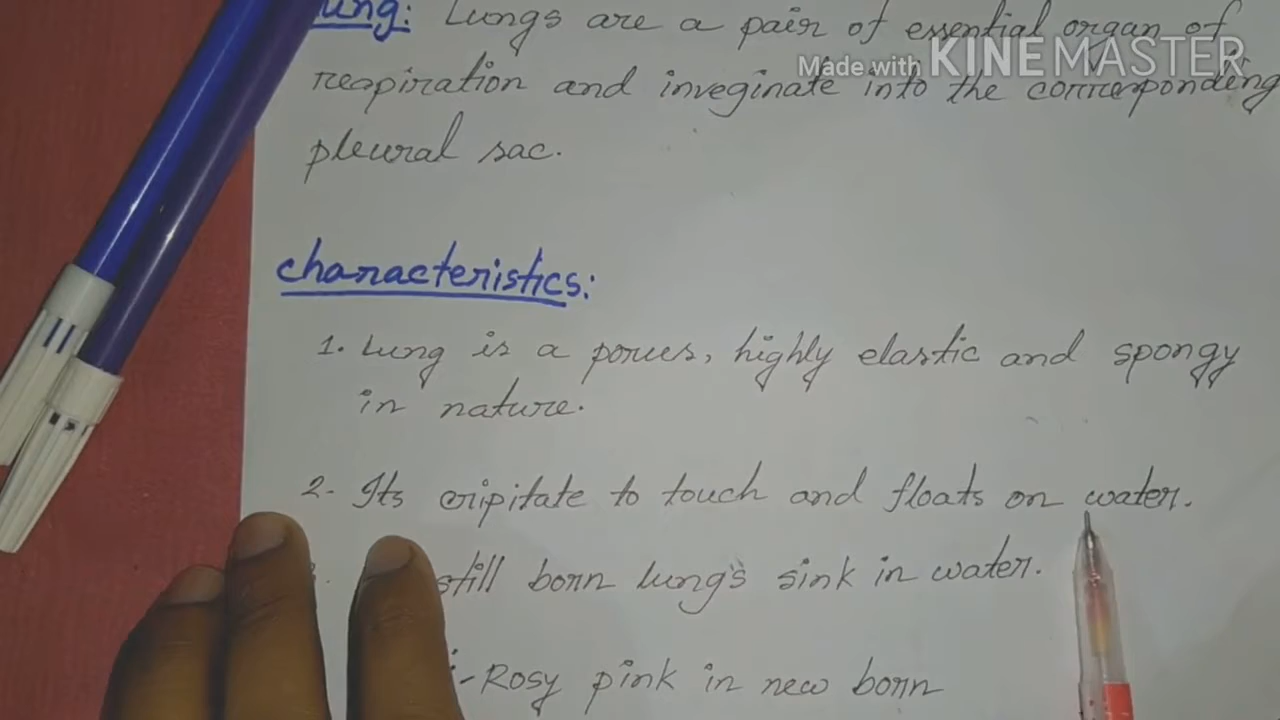 Lung: Lungs are a pair of essential organ of
Made with KINEMASTER
respiration and inveginate into the corresponding
pleural sac.
characteristics:
1. Lung is a porues, highly elastic and spongy
in nature.
2. Its cripitate to touch and floats on water.
still born lung's sink in water.
- Rosy pink in new born